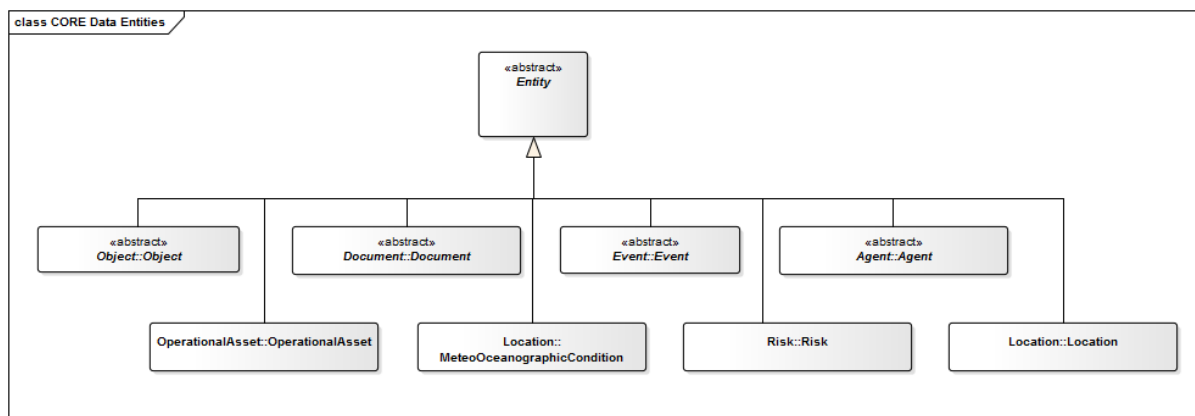 class CORE Data Entities
«abstract»
Entity
«abstract»
Object::Object
«abstract»
Document::Document
«abstract»
Event::Event
«abstract»
Agent::Agent
OperationalAsset::OperationalAsset
Location::
MeteoOceanographicCondition
Risk::Risk
Location::Location